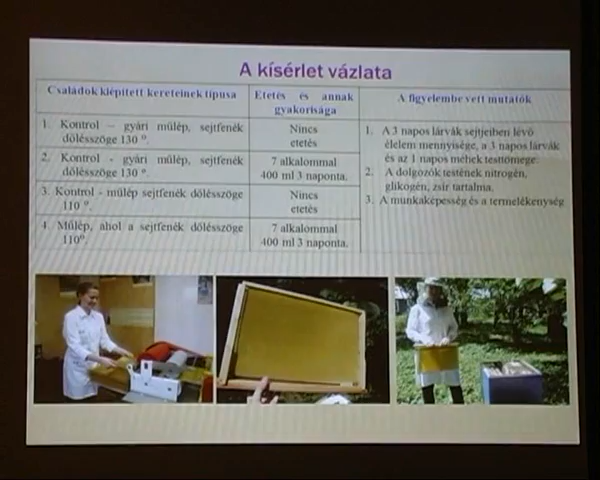 A kísérlet vázlata
Családok kiépített kereteinek típusa
Etetés és annak
gyakorisága
A figyelembe vett mutatók
1. Kontrol – gyári műlép, sejtfenék
dőlésszöge 130 °.
Nincs
etetés
2. Kontrol - gyári műlép, sejtfenék
dőlésszöge 130 °.
7 alkalommal
400 ml 3 naponta.
3. Kontrol - műlép sejtfenék dőlésszöge
110 °.
Nincs
etetés
4. Műlép, ahol a sejtfenék dőlésszöge
110°.
7 alkalommal
400 ml 3 naponta.
1. A 3 napos lárvák sejtjeiben lévő
élelem mennyisége, a 3 napos lárvák
és az 1 napos méhek testtömege.
2. A dolgozók testének nitrogén,
glikogén, zsír tartalma.
3. A munkaképesség és a termelékenység